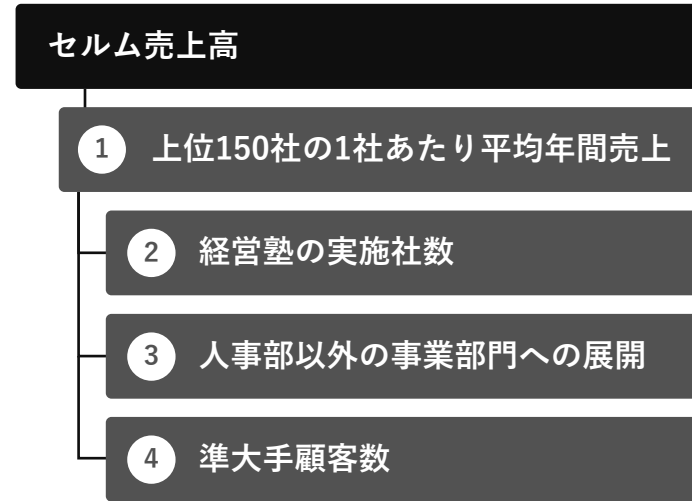 セルム売上高
1 上位150社の1社あたり平均年間売上
2 経営塾の実施社数
3 人事部以外の事業部門への展開
4 準大手顧客数